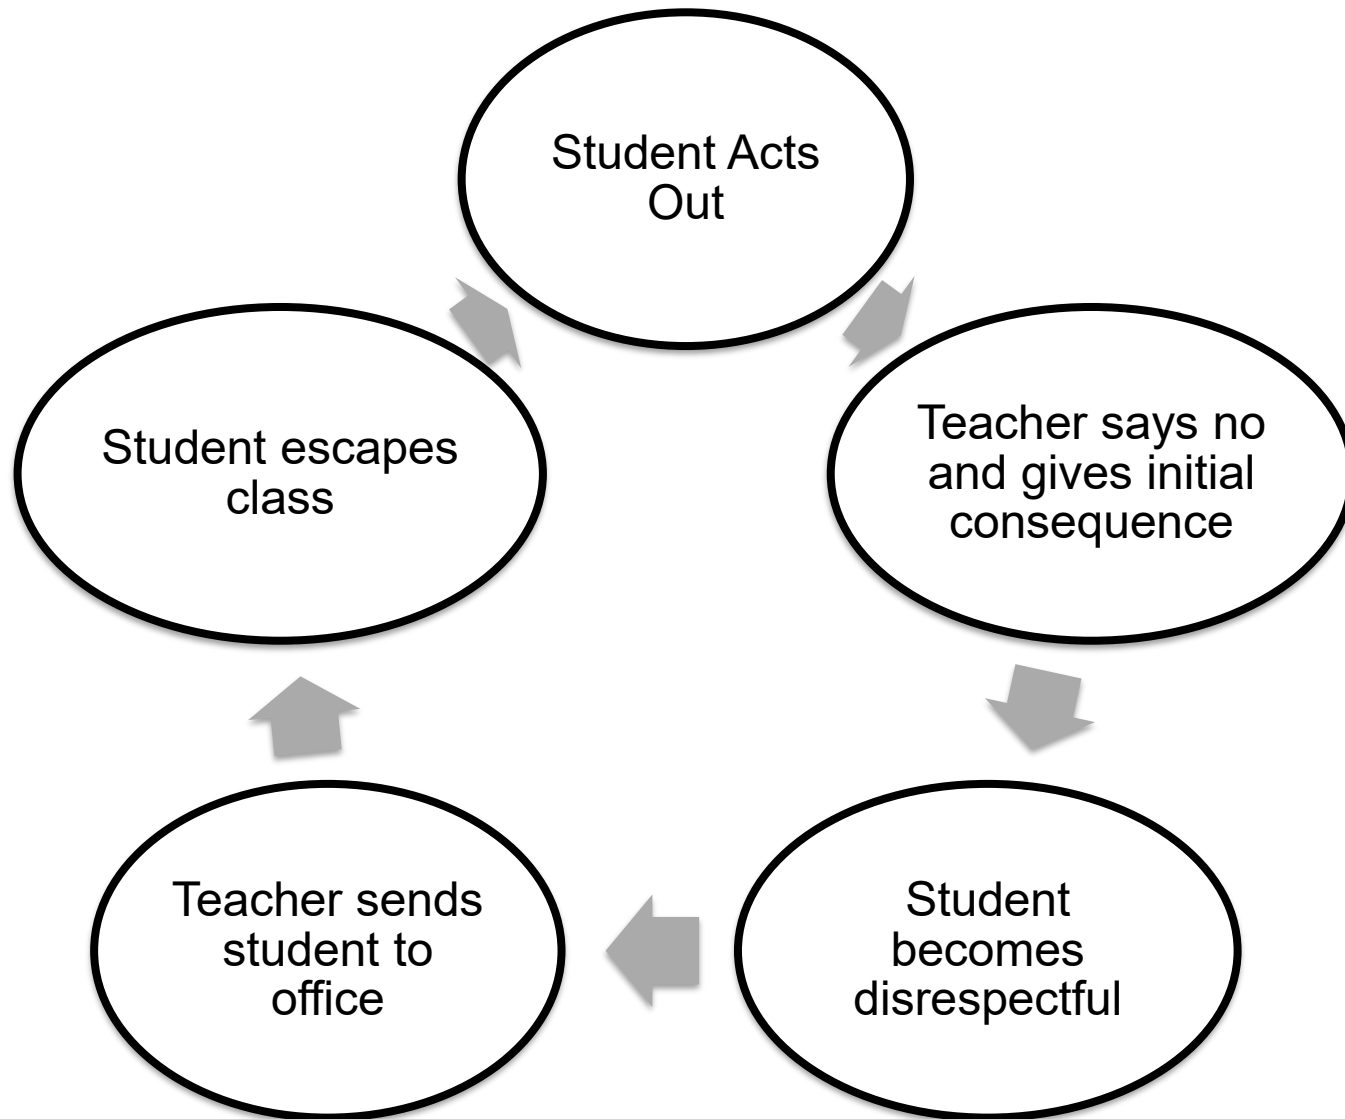 Student Acts
Out
Teacher says no
and gives initial
consequence
Student
becomes
disrespectful
Teacher sends
student to
office
Student escapes
class